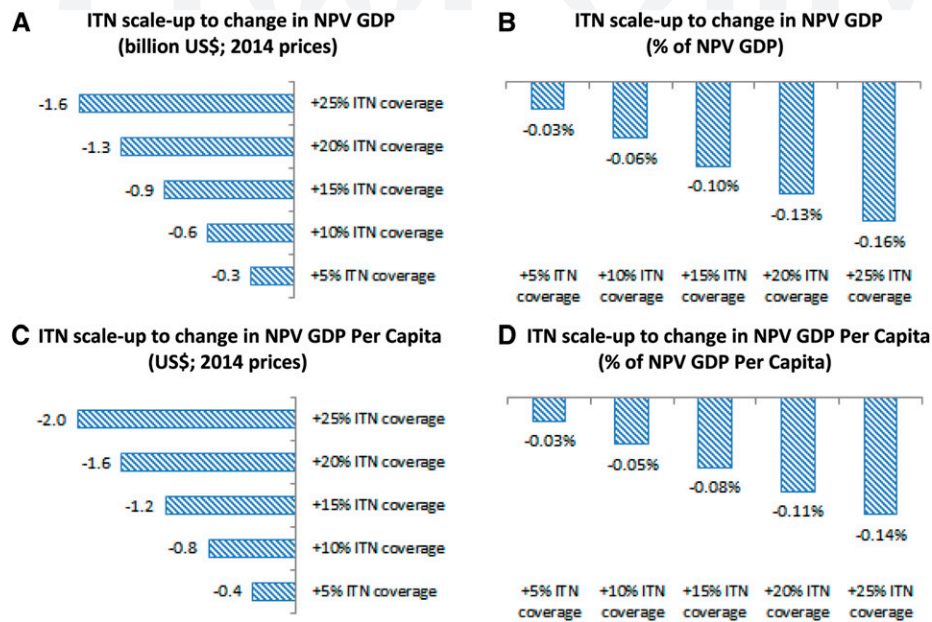 A ITN scale-up to change in NPV GDP
(billion US$; 2014 prices)
-1.6 +25% ITN coverage
-1.3 +20% ITN coverage
-0.9 +15% ITN coverage
-0.6 +10% ITN coverage
-0.3 +5% ITN coverage
B ITN scale-up to change in NPV GDP
(% of NPV GDP)
-0.03%
-0.06%
-0.10%
-0.13%
-0.16%
+5% ITN +10% ITN +15% ITN +20% ITN +25% ITN
coverage coverage coverage coverage coverage
C ITN scale-up to change in NPV GDP Per Capita
(US$; 2014 prices)
-2.0 +25% ITN coverage
-1.6 +20% ITN coverage
-1.2 +15% ITN coverage
-0.8 +10% ITN coverage
-0.4 +5% ITN coverage
D ITN scale-up to change in NPV GDP Per Capita
(% of NPV GDP Per Capita)
-0.03%
-0.05%
-0.08%
-0.11%
-0.14%
+5% ITN +10% ITN +15% ITN +20% ITN +25% ITN
coverage coverage coverage coverage coverage